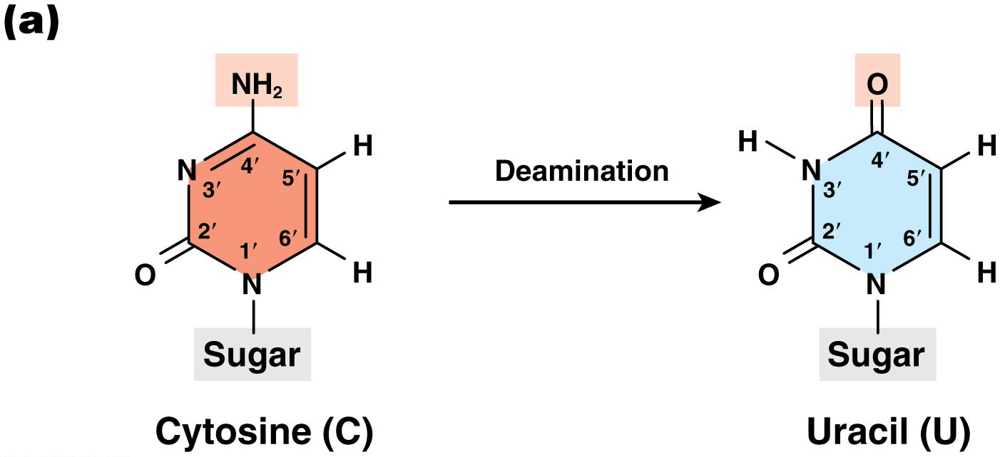 (a)
NH₂ O
H H H
N 4′ 5′ Deamination N 4′ 5′
3′ 3′
2′ 6′ 2′ 6′
1′ 1′
O N H O N H
Sugar Sugar
Cytosine (C) Uracil (U)